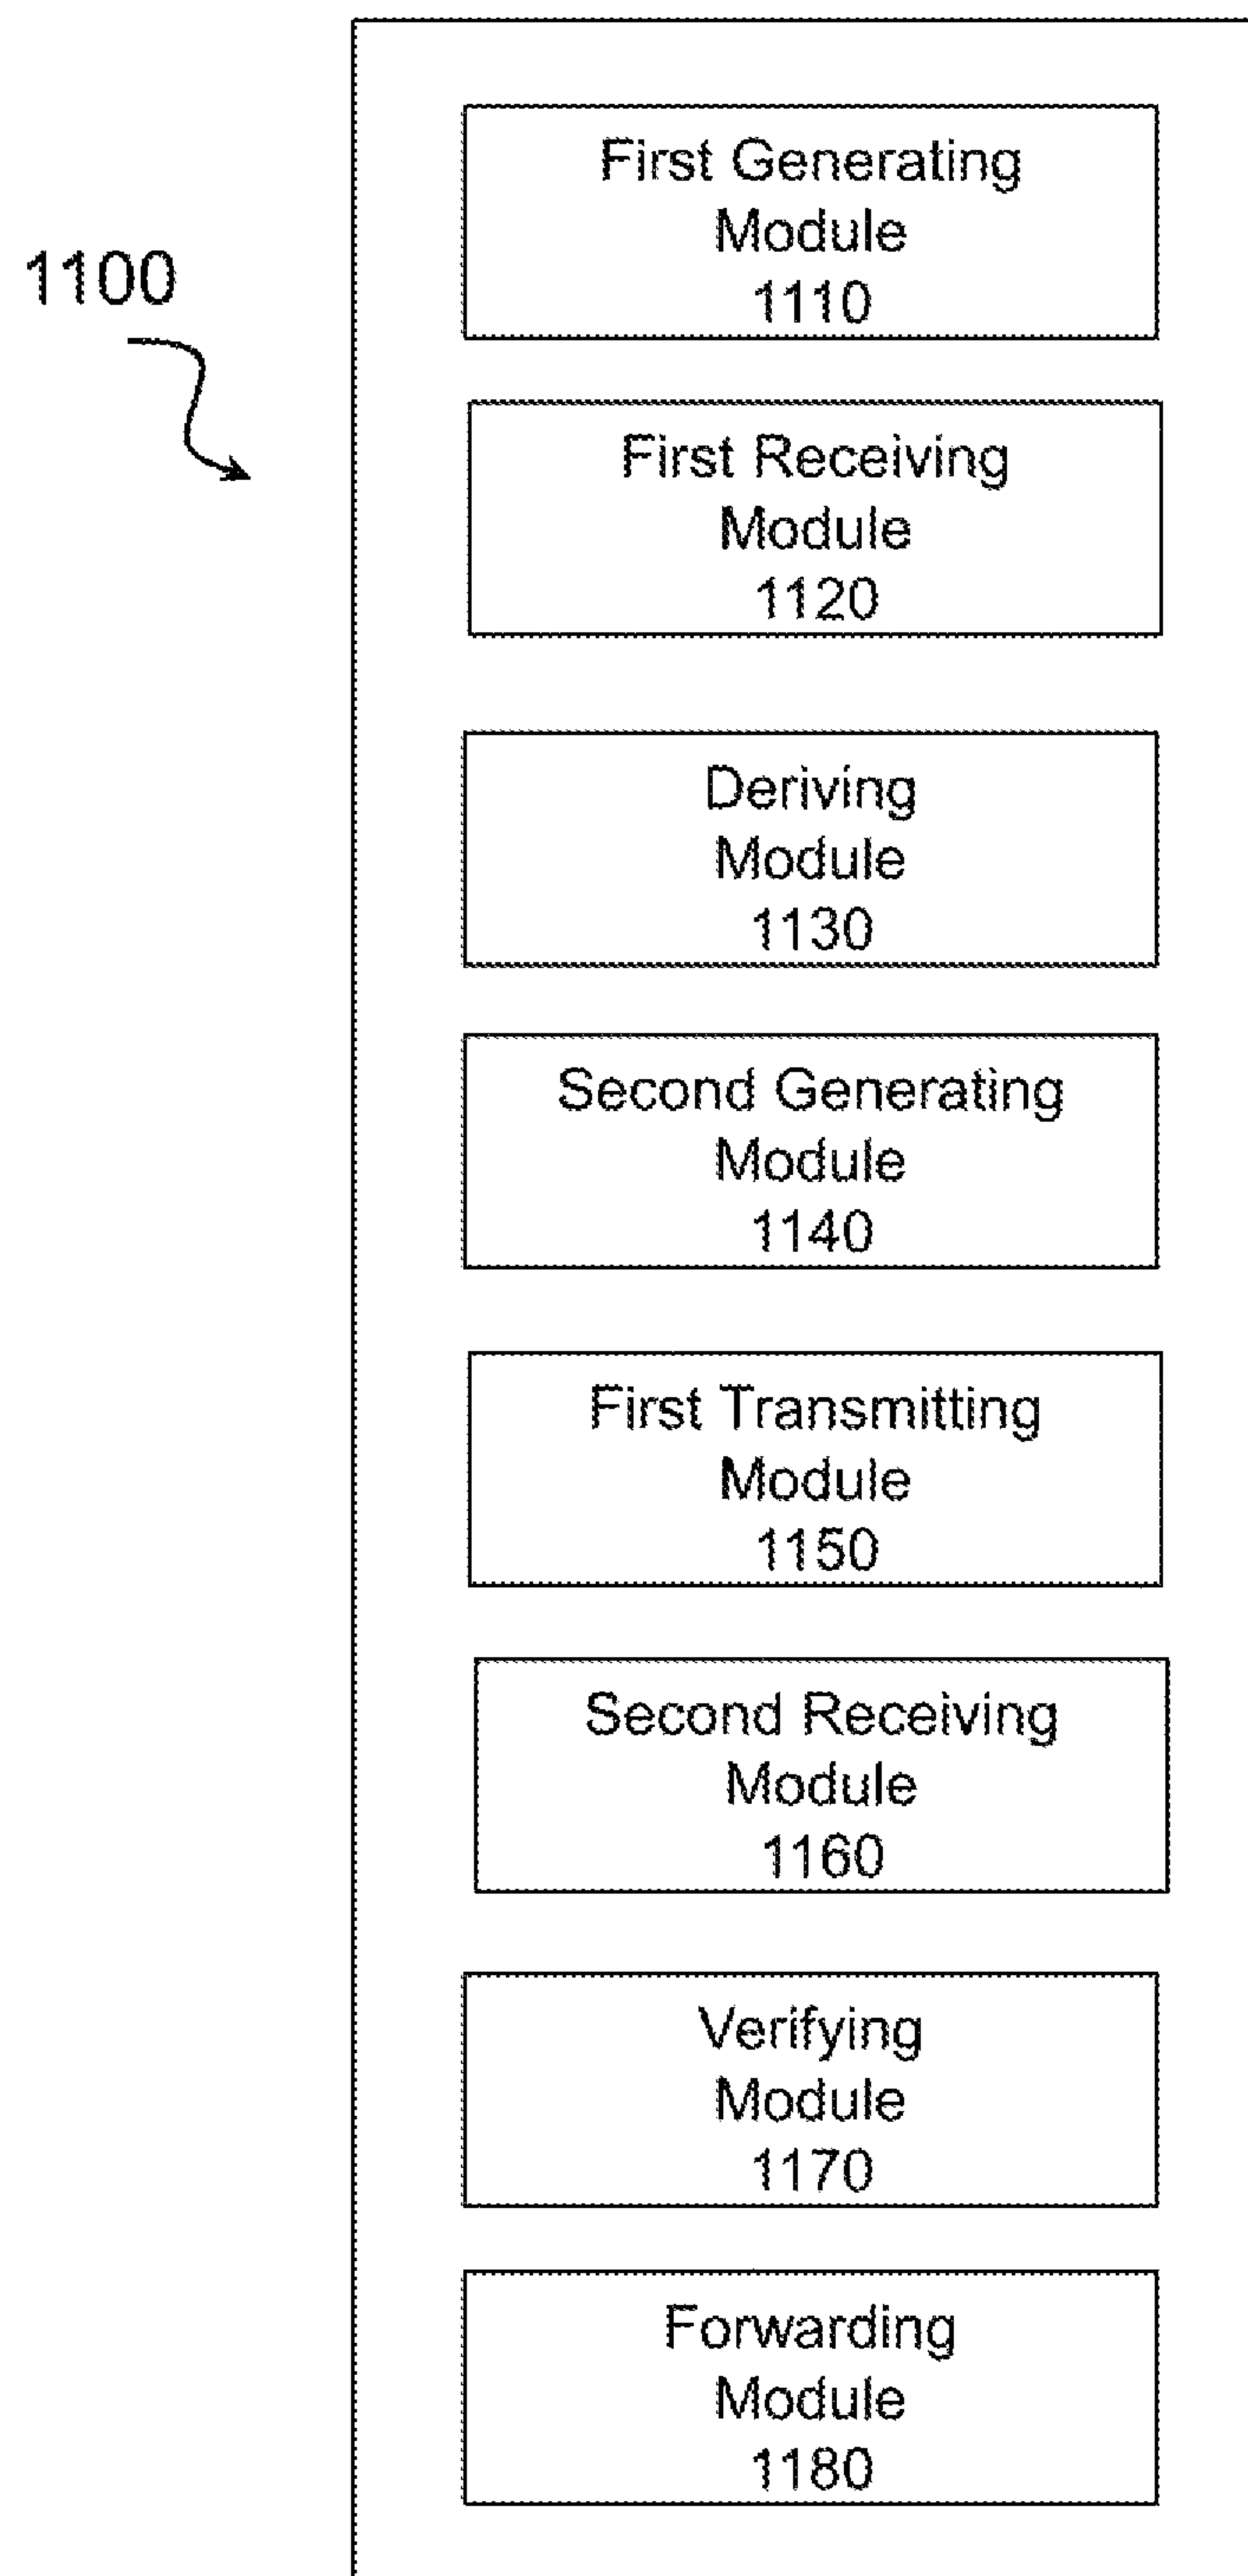 First Generating
Module
1110
1100
First Receiving
Module
1120
Deriving
Module
1130
Second Generating
Module
1140
First Transmitting
Module
1150
Second Receiving
Module
1160
Verifying
Module
1170
Forwarding
Module
1180